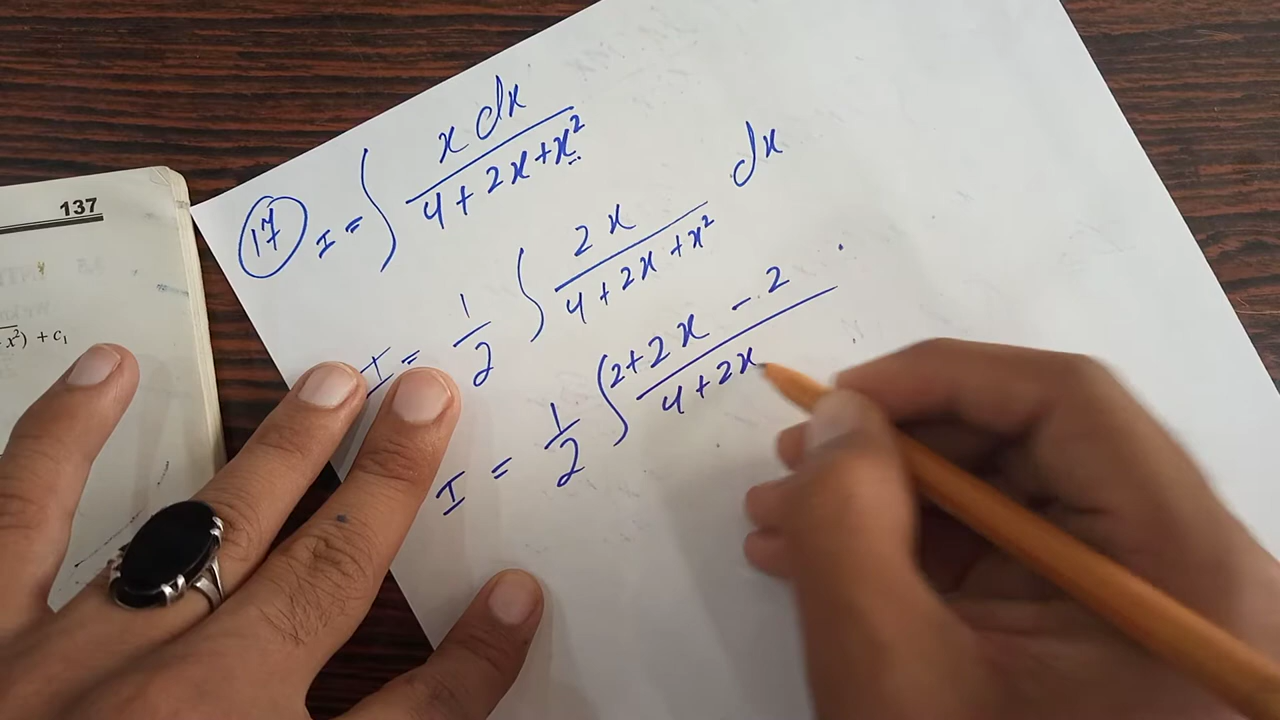 137
x²) + c₁
17 I = ∫ x dx / 4 + 2x + x²
I = 1/2 ∫ 2x / 4 + 2x + x² dx
I = 1/2 ∫ 2 + 2x - 2 / 4 + 2x